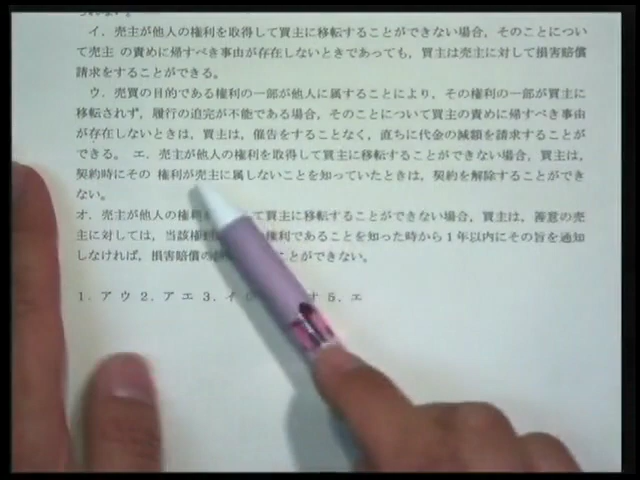 イ．売主が他人の権利を取得して買主に移転することができない場合，そのことについ
て売主 の責めに帰すべき事由が存在しないときであっても，買主は売主に対して損害賠償
請求をすることができる。
ウ．売買の目的である権利の一部が他人に属することにより，その権利の一部が買主に
移転されず，履行の追完が不能である場合，そのことについて買主の責めに帰すべき事由
が存在しないときは，買主は，催告をすることなく，直ちに代金の減額を請求することが
できる。 エ．売主が他人の権利を取得して買主に移転することができない場合，買主は，
契約時にその 権利が売主に属しないことを知っていたときは，契約を解除することができ
ない。
オ．売主が他人の権 して買主に移転することができない場合，買主は，善意の売
主に対しては，当該権 権利であることを知った時から１年以内にその旨を通知
しなければ，損害賠償の とができない。
１．ア ウ ２．ア エ ３．イ オ ５．エ